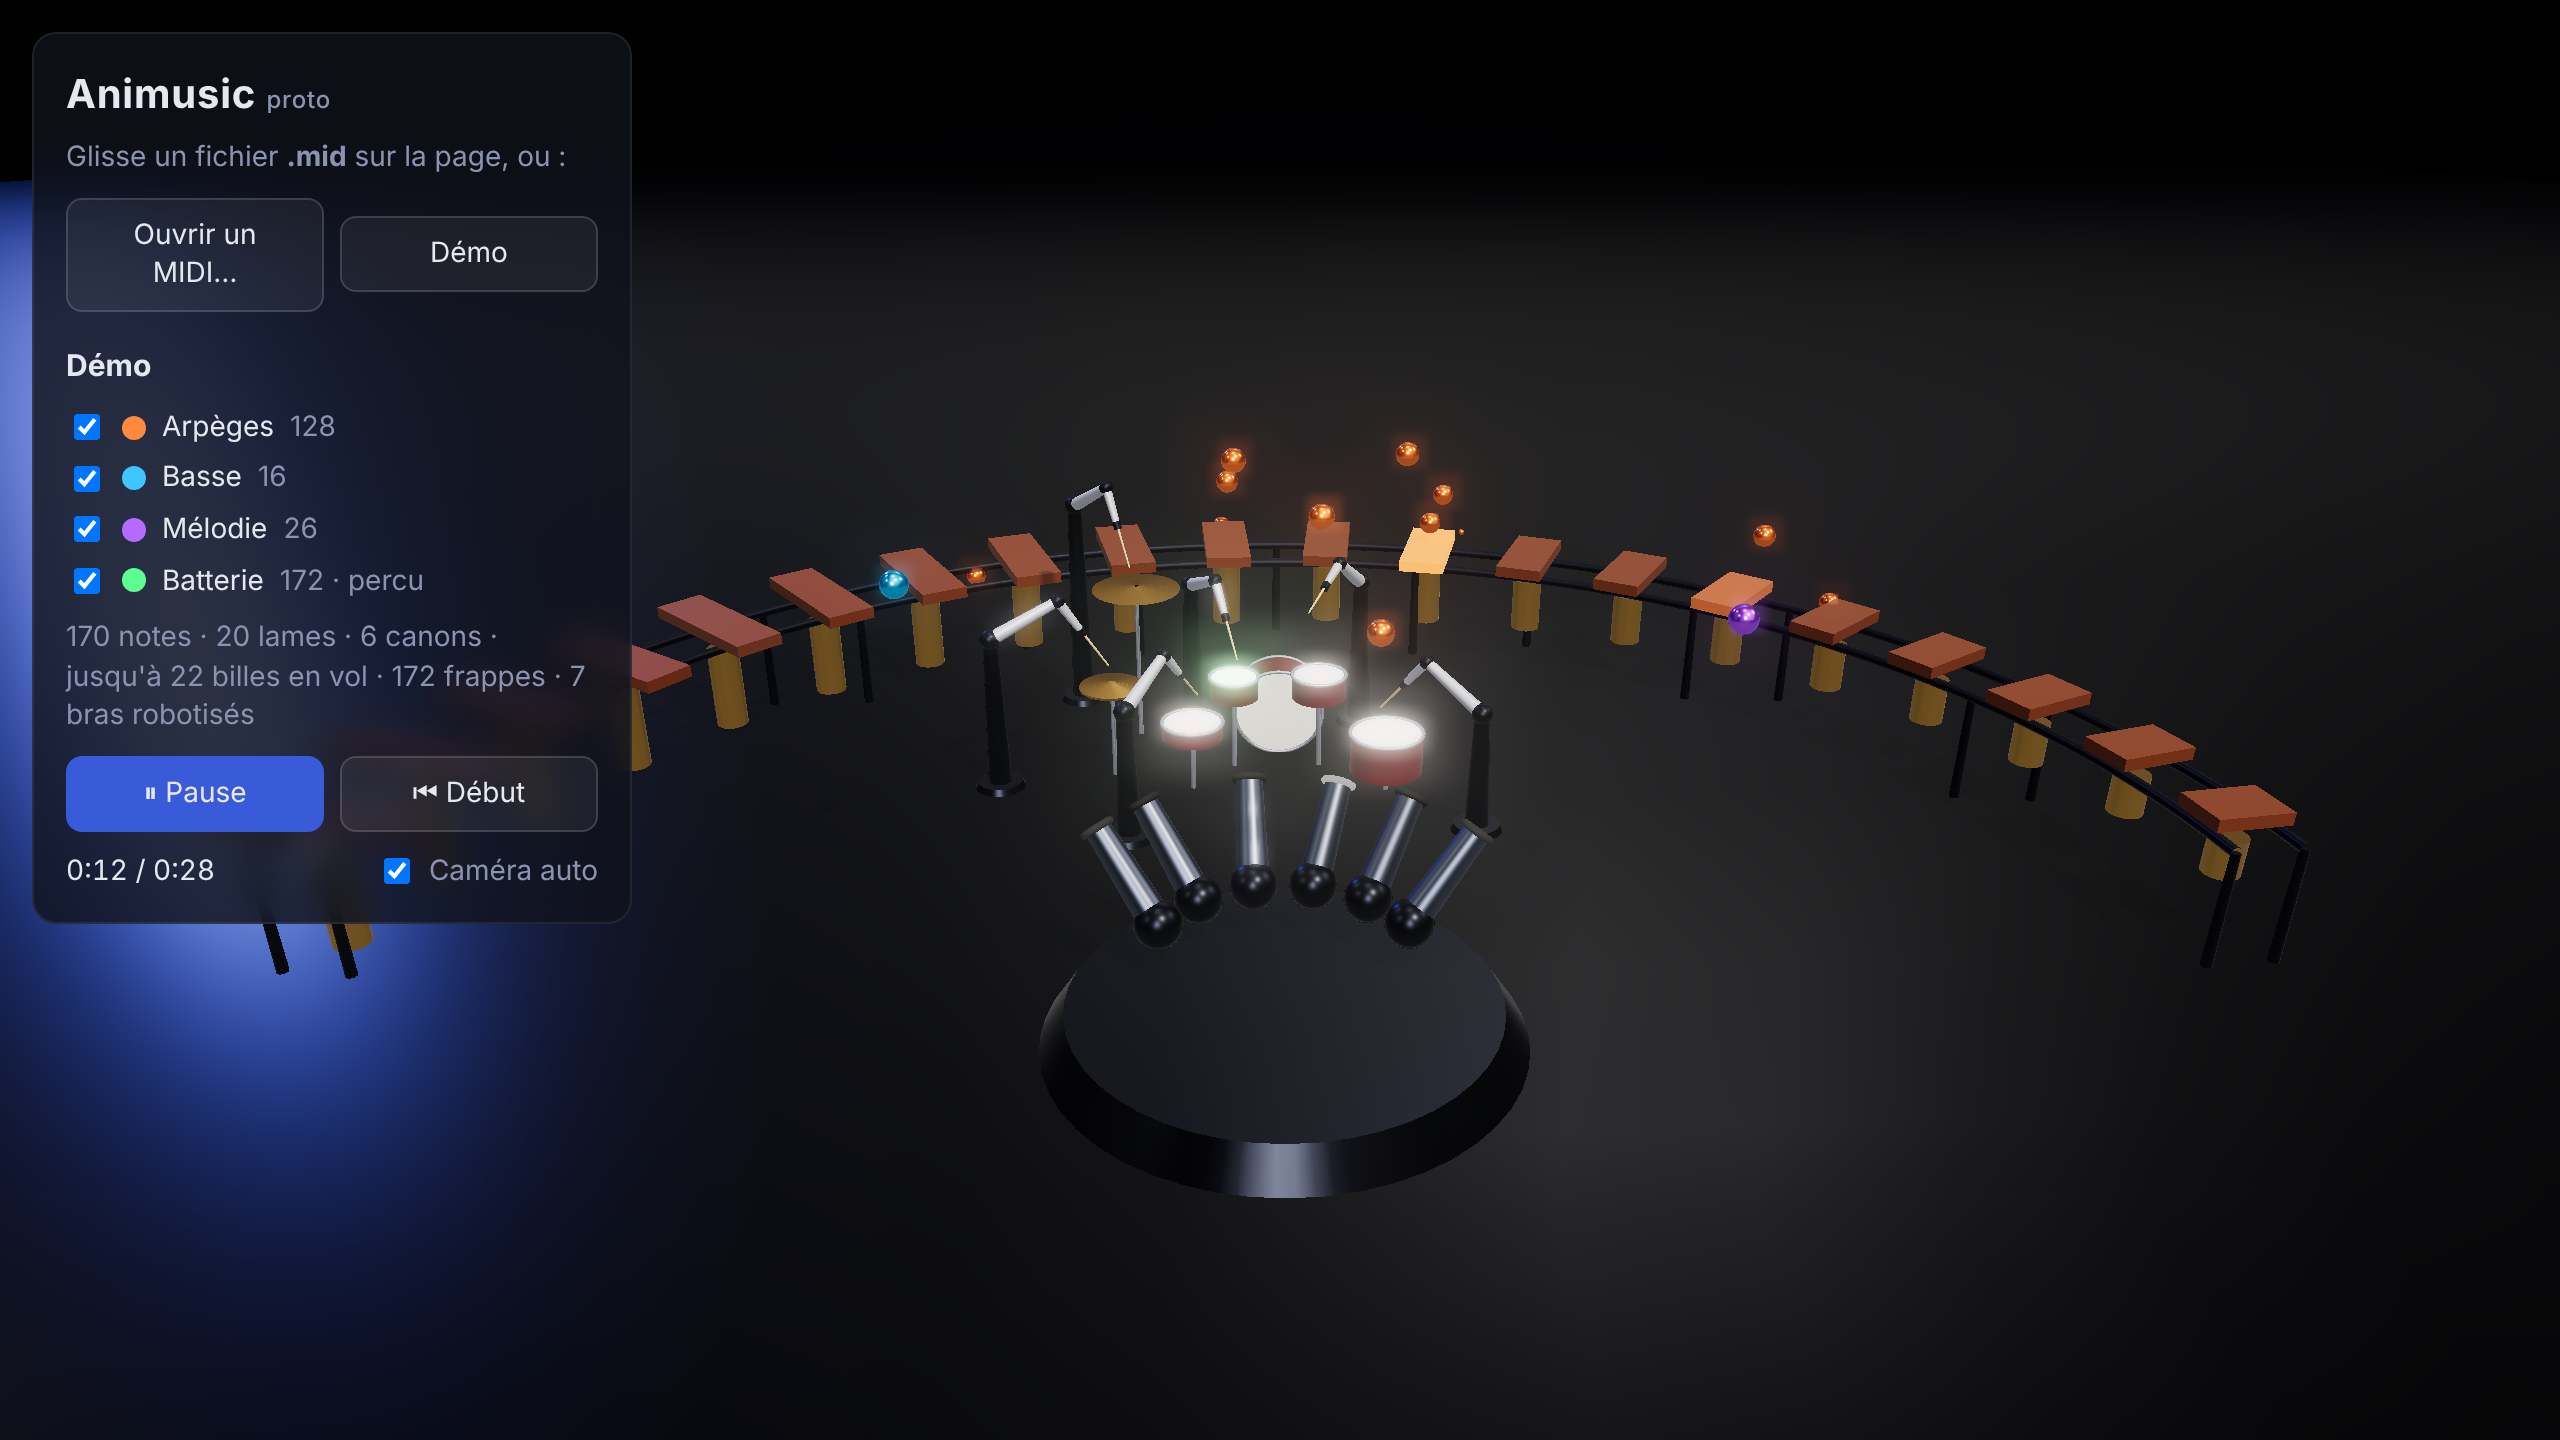 Animusic proto
Glisse un fichier .mid sur la page, ou :
Ouvrir un
MIDI...
Démo
Démo
Arpèges 128
Basse 16
Mélodie 26
Batterie 172 · percu
170 notes · 20 lames · 6 canons ·
jusqu'à 22 billes en vol · 172 frappes · 7
bras robotisés
⏸ Pause
⏮ Début
0:12 / 0:28
Caméra auto